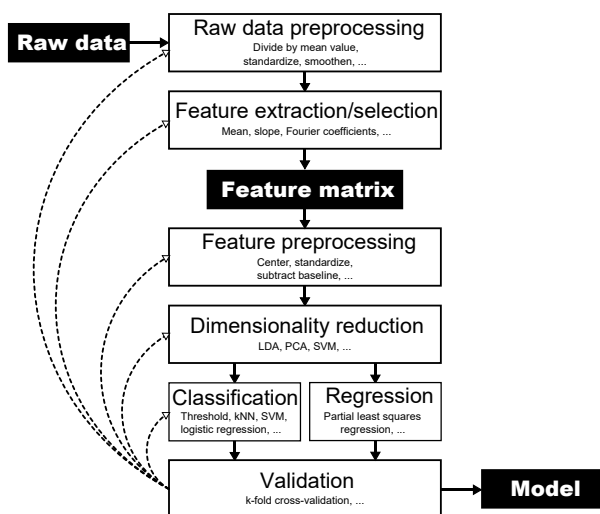 Raw data
Raw data preprocessing
Divide by mean value,
standardize, smoothen, ...
Feature extraction/selection
Mean, slope, Fourier coefficients, ...
Feature matrix
Feature preprocessing
Center, standardize,
subtract baseline, ...
Dimensionality reduction
LDA, PCA, SVM, ...
Classification
Threshold, kNN, SVM,
logistic regression, ...
Regression
Partial least squares
regression, ...
Validation
k-fold cross-validation, ...
Model